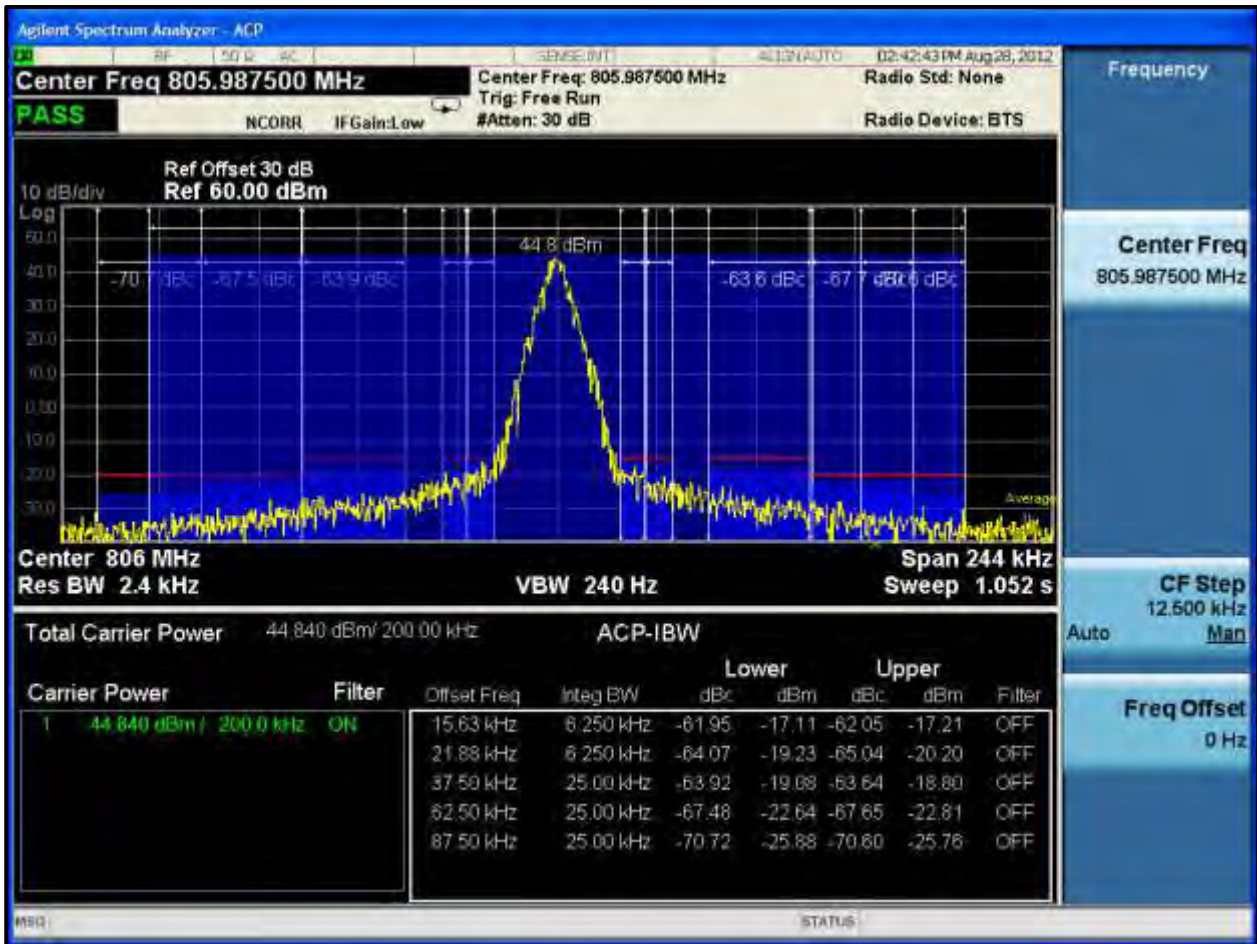 Agilent Spectrum Analyzer - ACP
RF 50 Ω AC SENSE:INT ALIGNAUTO 02:42:43 PM Aug 28, 2012
Center Freq 805.987500 MHz
Center Freq: 805.987500 MHz
Radio Std: None
Trig: Free Run
PASS
NCORR IFGain:Low
#Atten: 30 dB
Radio Device: BTS
Ref Offset 30 dB
10 dB/div Ref 60.00 dBm
Log
50.0
44.8 dBm
40.0
-70.7 dBc -67.5 dBc -63.9 dBc -63.6 dBc -67.7 dBc
30.0
20.0
10.0
0.00
-10.0
-20.0
-30.0
Average
Center 806 MHz
Span 244 kHz
Res BW 2.4 kHz
VBW 240 Hz
Sweep 1.052 s
Total Carrier Power 44.840 dBm/ 200.00 kHz
ACP-IBW
Lower Upper
Carrier Power Filter
Offset Freq Integ BW dBc dBm dBc dBm Filter
1 44.840 dBm / 200.0 kHz ON
15.63 kHz 6.250 kHz -61.95 -17.11 -62.05 -17.21 OFF
21.88 kHz 6.250 kHz -64.07 -19.23 -65.04 -20.20 OFF
37.50 kHz 25.00 kHz -63.92 -19.08 -63.64 -18.80 OFF
62.50 kHz 25.00 kHz -67.48 -22.64 -67.65 -22.81 OFF
87.50 kHz 25.00 kHz -70.72 -25.88 -70.60 -25.76 OFF
MSG
STATUS
Frequency
Center Freq
805.987500 MHz
CF Step
12.500 kHz
Auto Man
Freq Offset
0 Hz